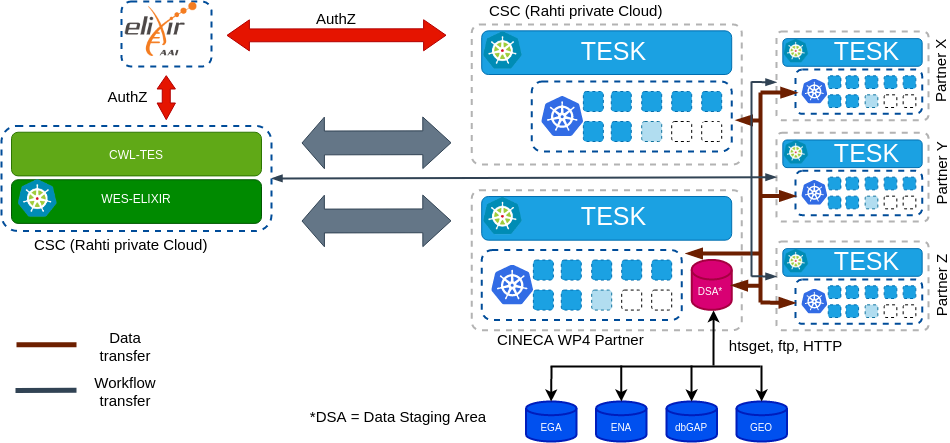 elixir
AAI
AuthZ
AuthZ
CWL-TES
WES-ELIXIR
CSC (Rahti private Cloud)
CSC (Rahti private Cloud)
TESK
TESK
CINECA WP4 Partner
DSA*
TESK
Partner X
TESK
Partner Y
TESK
Partner Z
htsget, ftp, HTTP
Data
transfer
Workflow
transfer
*DSA = Data Staging Area
EGA
ENA
dbGAP
GEO